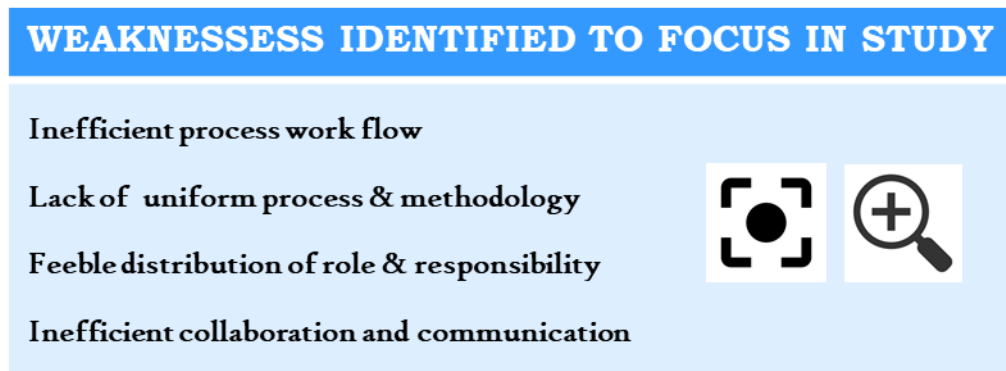 WEAKNESSESS IDENTIFIED TO FOCUS IN STUDY
Inefficient process work flow
Lack of uniform process & methodology
Feeble distribution of role & responsibility
Inefficient collaboration and communication